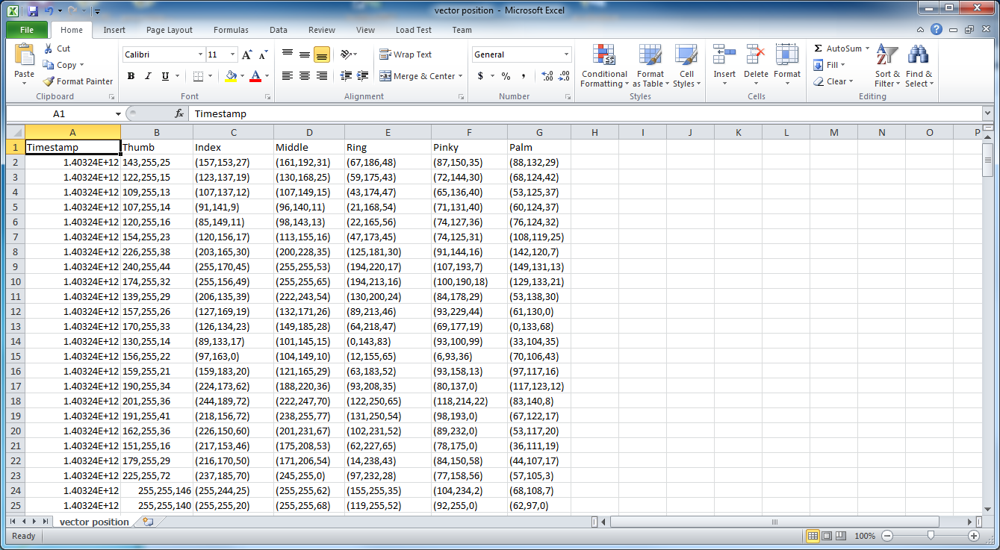 vector position - Microsoft Excel
File Home Insert Page Layout Formulas Data Review View Load Test Team
Paste
Cut
Copy
Format Painter
Clipboard
Calibri 11 A A
B I U A
Font
Wrap Text
Merge & Center
Alignment
General
$ % , .00 .0
Number
Conditional Formatting
Format as Table
Cell Styles
Styles
Insert Delete Format
Cells
Σ AutoSum
Fill
Clear
Sort & Filter
Find & Select
Editing
A1 fx Timestamp
A B C D E F G H I J K L M N O P
1 Timestamp Thumb Index Middle Ring Pinky Palm
2 1.40324E+12 143,255,25 (157,153,27) (161,192,31) (67,186,48) (87,150,35) (88,132,29)
3 1.40324E+12 122,255,15 (123,137,19) (130,168,25) (59,175,43) (72,144,30) (68,124,42)
4 1.40324E+12 109,255,13 (107,137,12) (107,149,15) (43,174,47) (65,136,40) (53,125,37)
5 1.40324E+12 107,255,14 (91,141,9) (96,140,11) (21,168,54) (71,131,40) (60,124,37)
6 1.40324E+12 120,255,16 (85,149,11) (98,143,13) (22,165,56) (74,127,36) (76,124,32)
7 1.40324E+12 154,255,23 (120,156,17) (113,155,16) (47,173,45) (74,125,31) (108,119,25)
8 1.40324E+12 226,255,38 (203,165,30) (200,228,35) (125,181,30) (91,144,16) (142,120,7)
9 1.40324E+12 240,255,44 (255,170,45) (255,255,53) (194,220,17) (107,193,7) (149,131,13)
10 1.40324E+12 174,255,32 (255,156,49) (255,255,65) (194,213,16) (100,190,18) (129,133,21)
11 1.40324E+12 139,255,29 (206,135,39) (222,243,54) (130,200,24) (84,178,29) (53,138,30)
12 1.40324E+12 157,255,26 (127,169,19) (132,171,26) (89,213,46) (93,229,44) (61,130,0)
13 1.40324E+12 170,255,33 (126,134,23) (149,185,28) (64,218,47) (69,177,19) (0,133,68)
14 1.40324E+12 130,255,14 (89,133,17) (101,145,15) (0,143,83) (93,100,99) (33,104,35)
15 1.40324E+12 156,255,22 (97,163,0) (104,149,10) (12,155,65) (6,93,36) (70,106,43)
16 1.40324E+12 159,255,21 (159,183,20) (121,165,29) (63,183,52) (93,158,13) (97,117,16)
17 1.40324E+12 190,255,34 (224,173,62) (188,220,36) (93,208,35) (80,137,0) (117,123,12)
18 1.40324E+12 201,255,36 (244,189,72) (222,247,70) (122,250,65) (118,214,22) (83,140,8)
19 1.40324E+12 191,255,41 (218,156,72) (238,255,77) (131,250,54) (98,193,0) (67,122,17)
20 1.40324E+12 162,255,36 (226,150,60) (201,231,67) (102,231,52) (89,232,0) (53,117,20)
21 1.40324E+12 151,255,16 (217,153,46) (175,208,53) (62,227,65) (78,175,0) (36,111,19)
22 1.40324E+12 179,255,29 (216,170,50) (171,206,54) (14,238,43) (84,150,58) (44,107,17)
23 1.40324E+12 225,255,72 (237,185,70) (245,255,0) (97,232,28) (77,158,56) (57,105,3)
24 1.40324E+12 255,255,146 (255,244,25) (255,255,62) (155,255,35) (104,234,2) (68,108,7)
25 1.40324E+12 255,255,140 (255,255,20) (255,255,68) (119,255,52) (92,255,0) (62,97,0)
vector position
Ready 100%